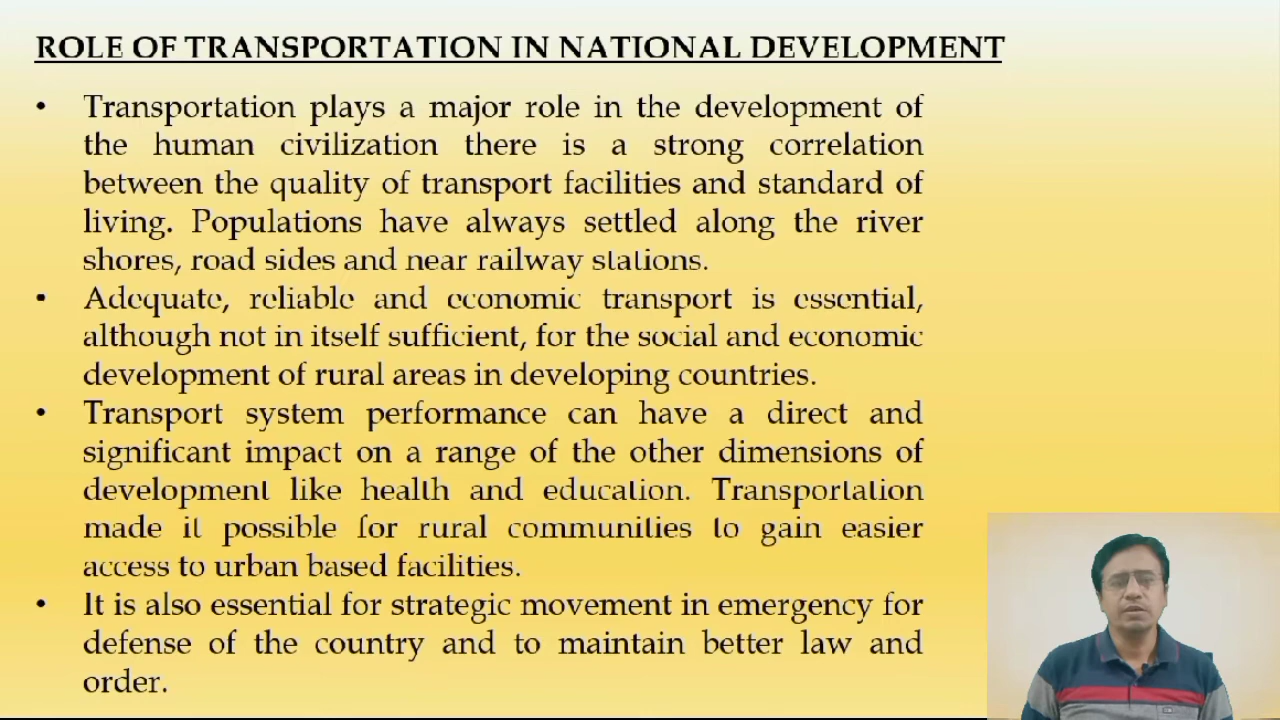 ROLE OF TRANSPORTATION IN NATIONAL DEVELOPMENT
• Transportation plays a major role in the development of
the human civilization there is a strong correlation
between the quality of transport facilities and standard of
living. Populations have always settled along the river
shores, road sides and near railway stations.
• Adequate, reliable and economic transport is essential,
although not in itself sufficient, for the social and economic
development of rural areas in developing countries.
• Transport system performance can have a direct and
significant impact on a range of the other dimensions of
development like health and education. Transportation
made it possible for rural communities to gain easier
access to urban based facilities.
• It is also essential for strategic movement in emergency for
defense of the country and to maintain better law and
order.